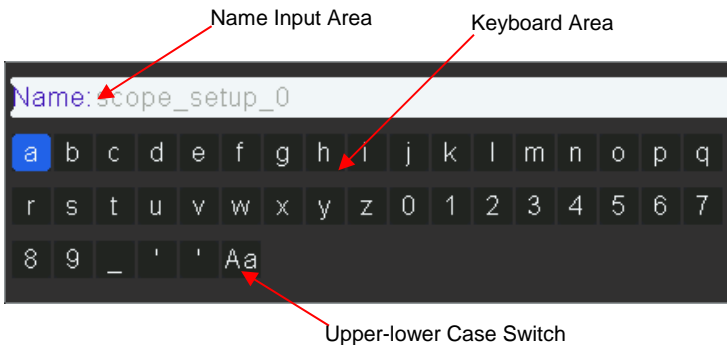 Name Input Area
Keyboard Area
Name: scope_setup_0
a b c d e f g h i j k l m n o p q
r s t u v w x y z 0 1 2 3 4 5 6 7
8 9 _ ' ' Aa
Upper-lower Case Switch